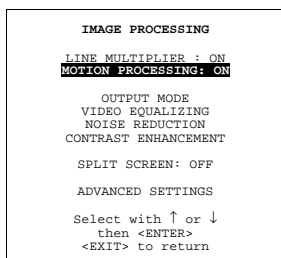 IMAGE PROCESSING
LINE MULTIPLIER : ON
MOTION PROCESSING: ON
OUTPUT MODE
VIDEO EQUALIZING
NOISE REDUCTION
CONTRAST ENHANCEMENT
SPLIT SCREEN: OFF
ADVANCED SETTINGS
Select with ↑ or ↓
then <ENTER>
<EXIT> to return